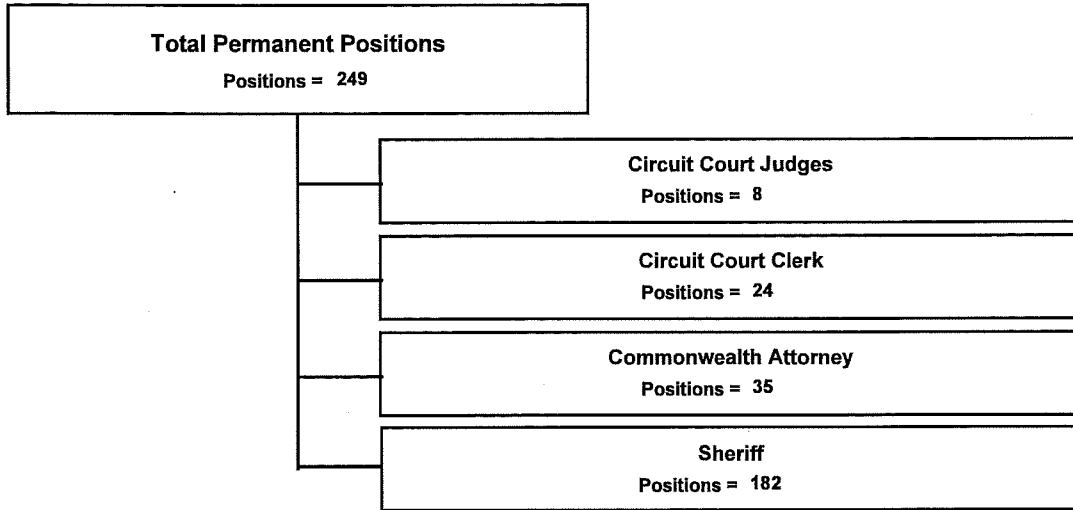 Total Permanent Positions
Positions = 249
Circuit Court Judges
Positions = 8
Circuit Court Clerk
Positions = 24
Commonwealth Attorney
Positions = 35
Sheriff
Positions = 182